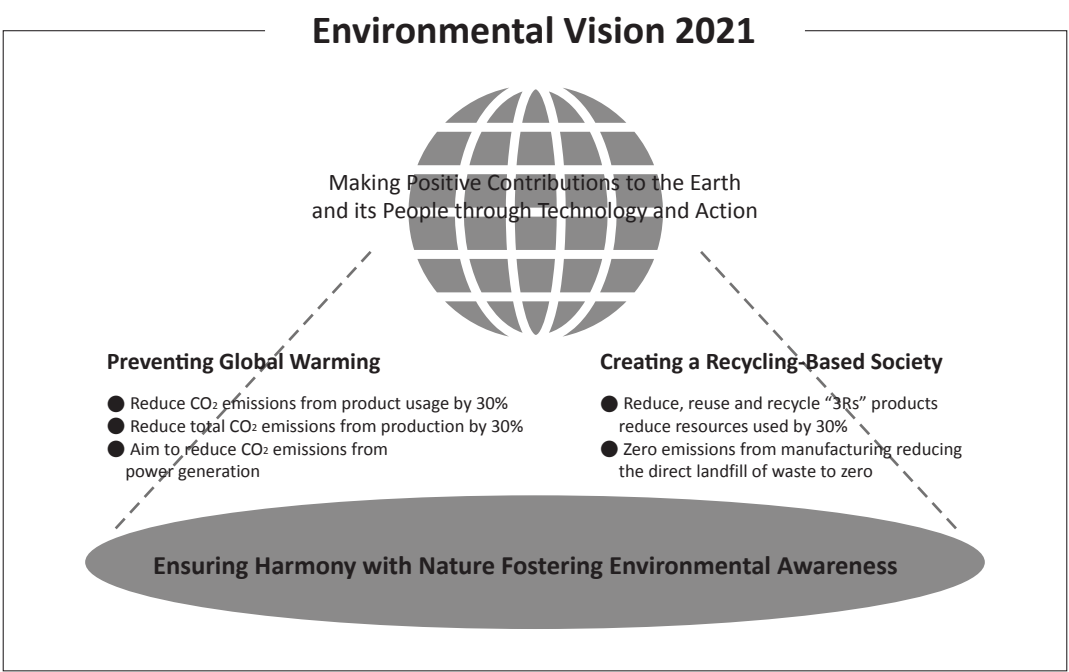 Environmental Vision 2021
Making Positive Contributions to the Earth
and its People through Technology and Action
Preventing Global Warming
● Reduce CO₂ emissions from product usage by 30%
● Reduce total CO₂ emissions from production by 30%
● Aim to reduce CO₂ emissions from
power generation
Creating a Recycling-Based Society
● Reduce, reuse and recycle “3Rs” products
reduce resources used by 30%
● Zero emissions from manufacturing reducing
the direct landfill of waste to zero
Ensuring Harmony with Nature Fostering Environmental Awareness